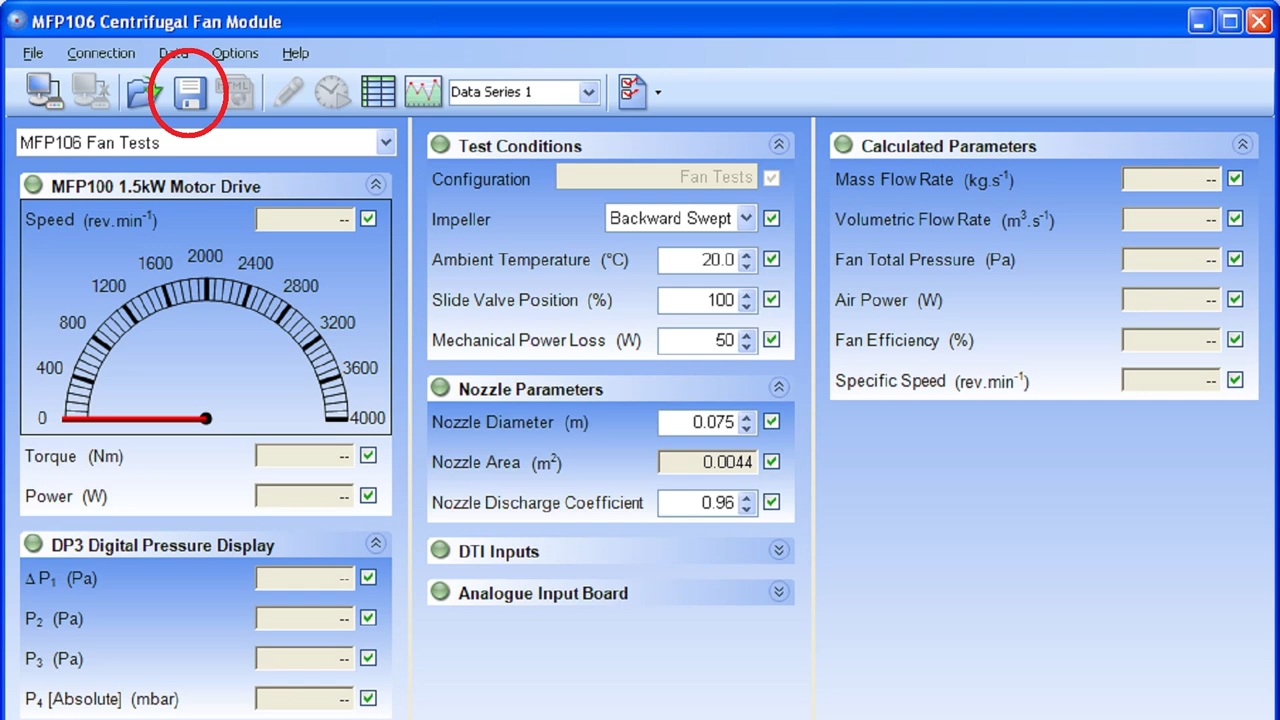 MFP106 Centrifugal Fan Module
File Connection Data Options Help
HTML
Data Series 1
MFP106 Fan Tests
MFP100 1.5kW Motor Drive
Speed (rev.min⁻¹) --
0 400 800 1200 1600 2000 2400 2800 3200 3600 4000
Torque (Nm) --
Power (W) --
DP3 Digital Pressure Display
Δ P₁ (Pa) --
P₂ (Pa) --
P₃ (Pa) --
P₄ [Absolute] (mbar) --
Test Conditions
Configuration Fan Tests
Impeller Backward Swept
Ambient Temperature (°C) 20.0
Slide Valve Position (%) 100
Mechanical Power Loss (W) 50
Nozzle Parameters
Nozzle Diameter (m) 0.075
Nozzle Area (m²) 0.0044
Nozzle Discharge Coefficient 0.96
DTI Inputs
Analogue Input Board
Calculated Parameters
Mass Flow Rate (kg.s⁻¹) --
Volumetric Flow Rate (m³.s⁻¹) --
Fan Total Pressure (Pa) --
Air Power (W) --
Fan Efficiency (%) --
Specific Speed (rev.min⁻¹) --